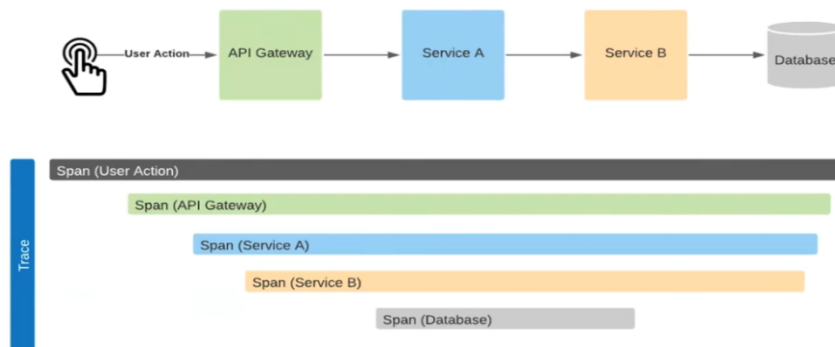 User Action
API Gateway
Service A
Service B
Database
Trace
Span (User Action)
Span (API Gateway)
Span (Service A)
Span (Service B)
Span (Database)